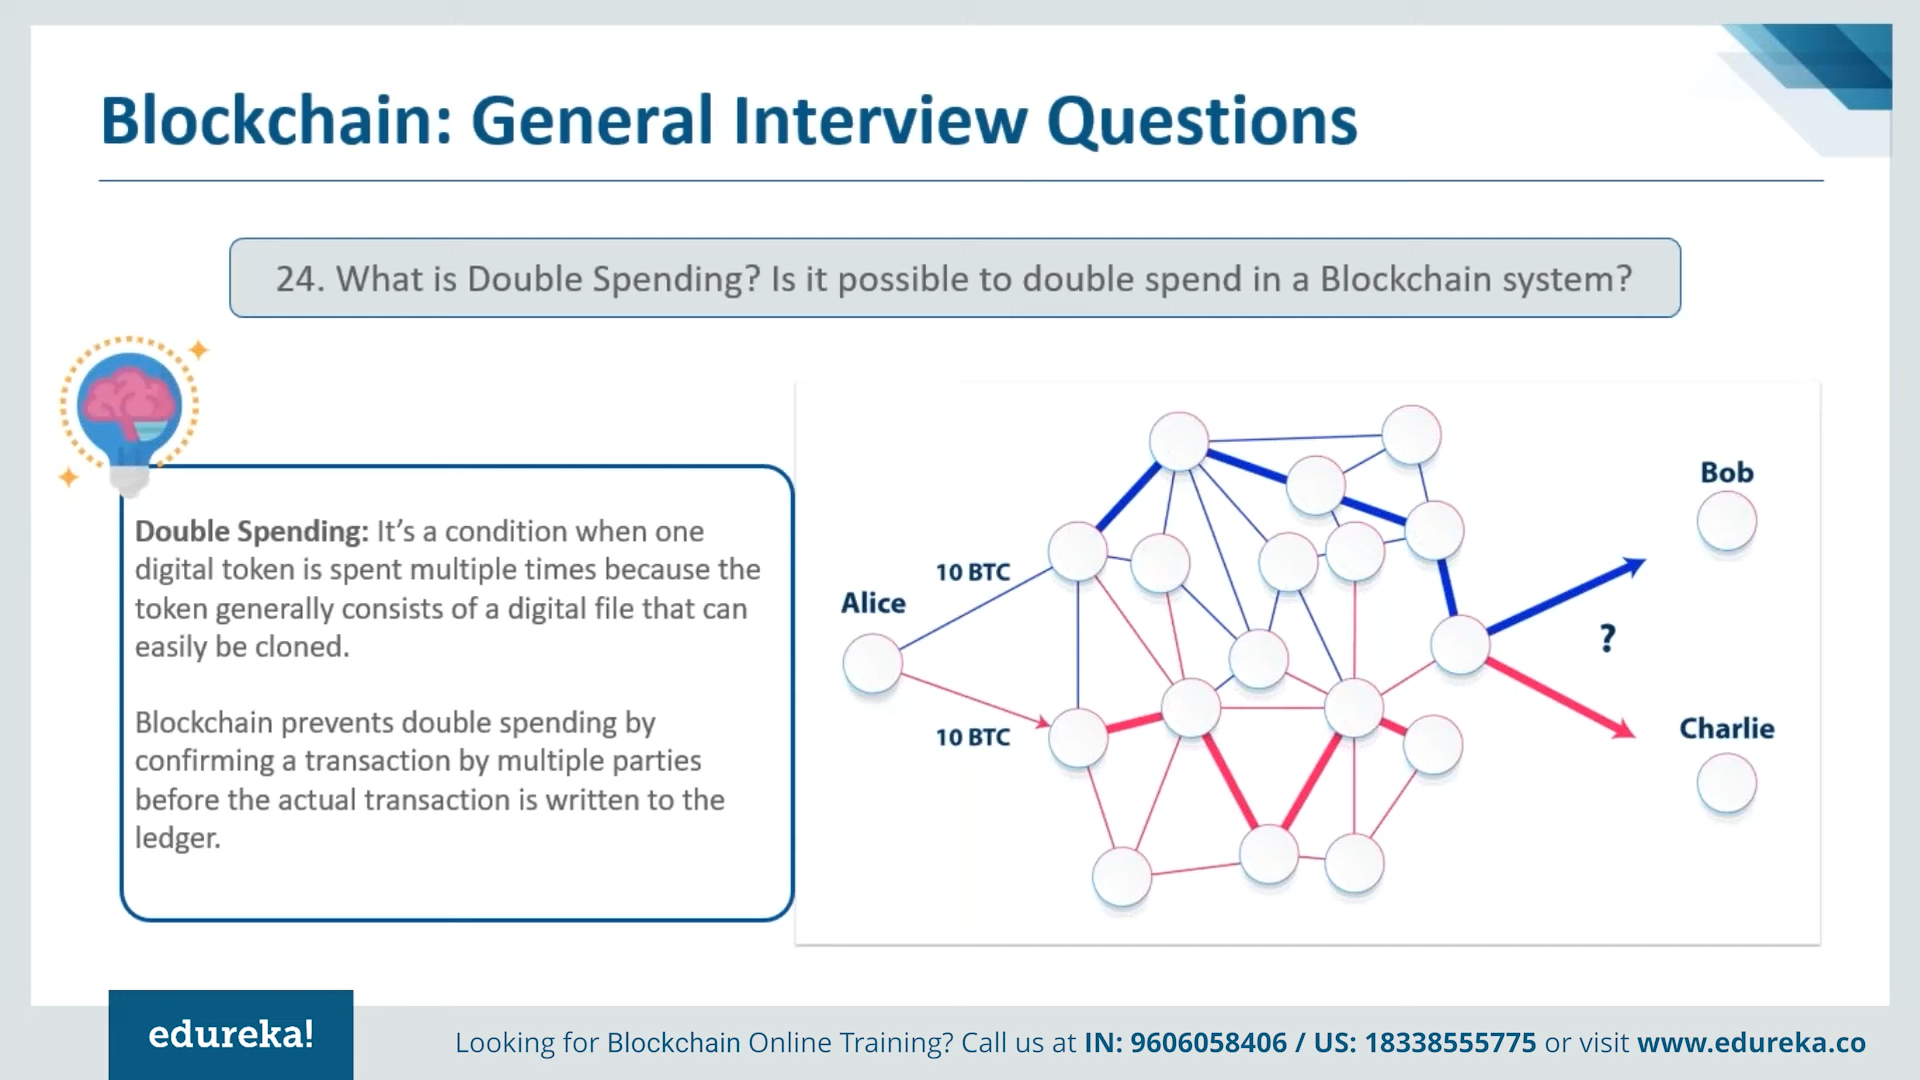 Blockchain: General Interview Questions
24. What is Double Spending? Is it possible to double spend in a Blockchain system?
Double Spending: It’s a condition when one
digital token is spent multiple times because the
token generally consists of a digital file that can
easily be cloned.
Blockchain prevents double spending by
confirming a transaction by multiple parties
before the actual transaction is written to the
ledger.
Alice
10 BTC
10 BTC
Bob
?
Charlie
edureka!
Looking for Blockchain Online Training? Call us at IN: 9606058406 / US: 18338555775 or visit www.edureka.co